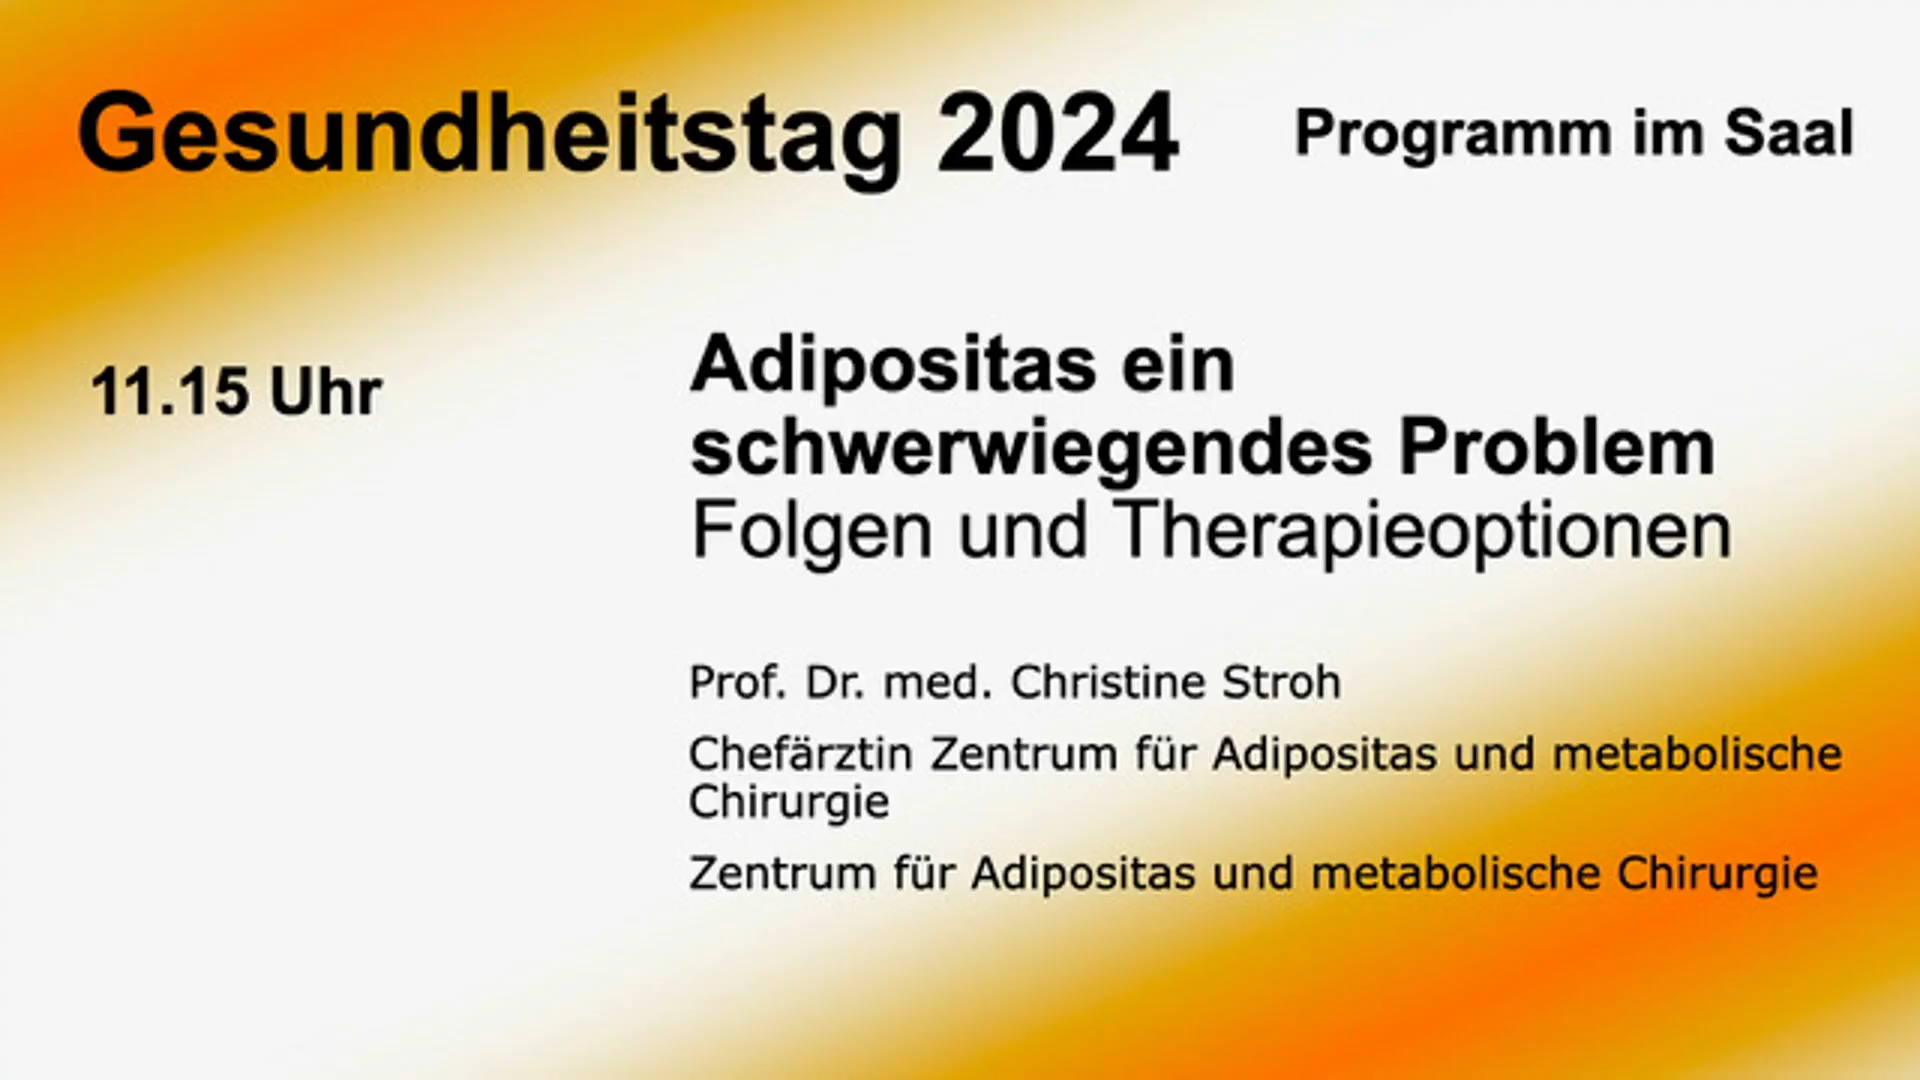 Gesundheitstag 2024
Programm im Saal
11.15 Uhr
Adipositas ein
schwerwiegendes Problem
Folgen und Therapieoptionen
Prof. Dr. med. Christine Stroh
Chefärztin Zentrum für Adipositas und metabolische
Chirurgie
Zentrum für Adipositas und metabolische Chirurgie